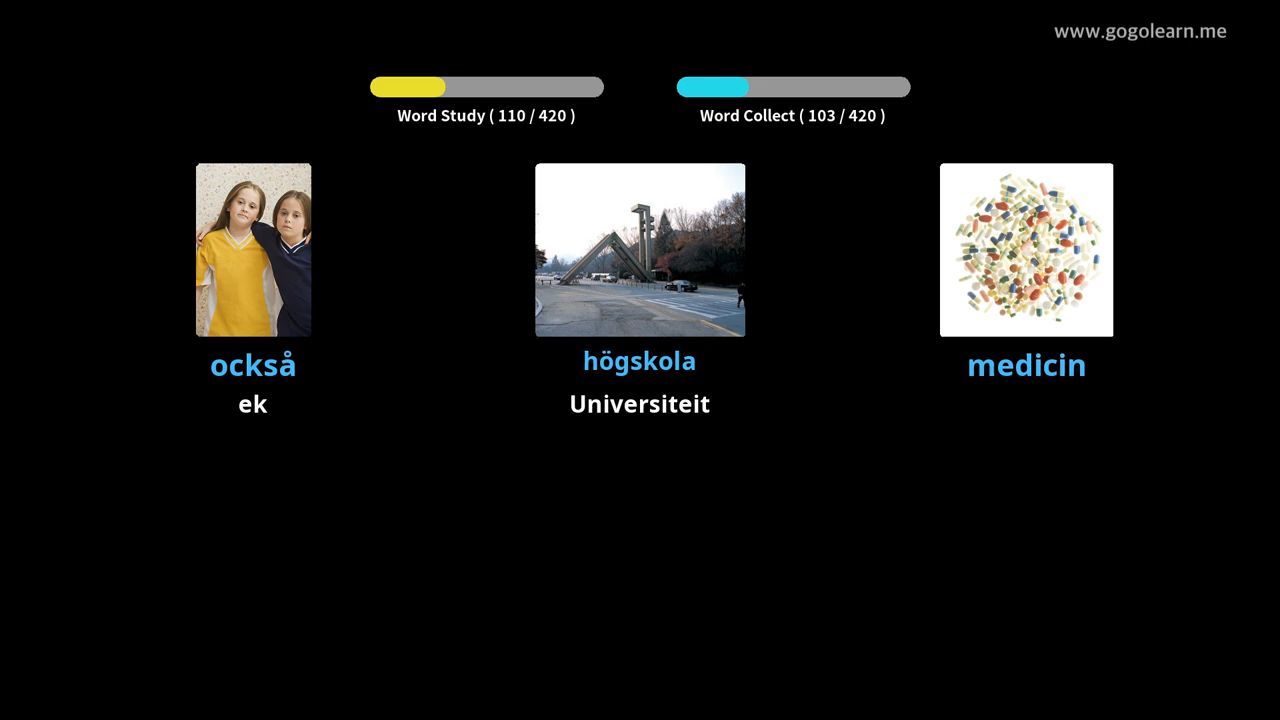 www.gogolearn.me
Word Study ( 110 / 420 )
Word Collect ( 103 / 420 )
också
högskola
medicin
ek
Universiteit